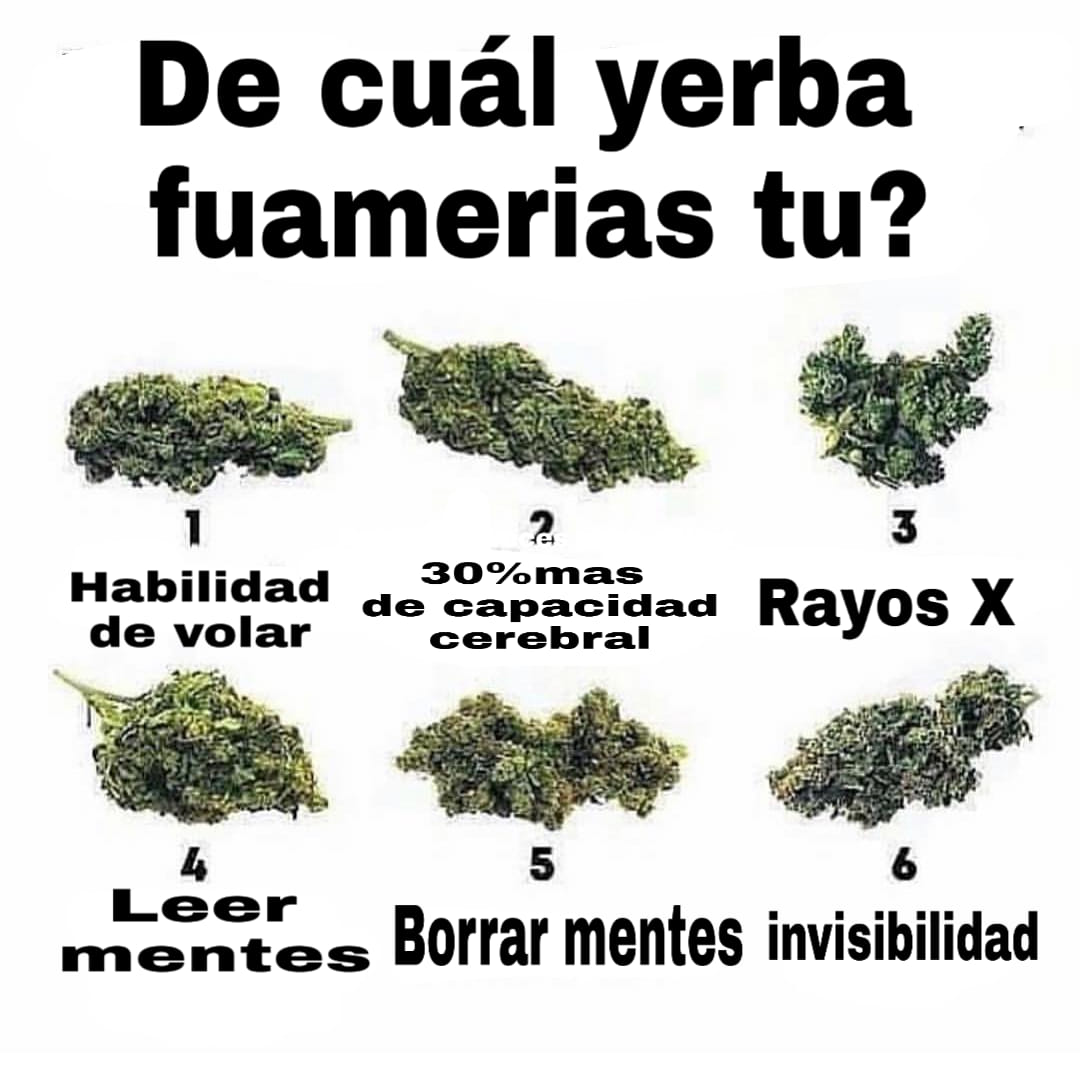 De cuál yerba
fuamerias tu?
1
2
3
Habilidad
de volar
30%mas
de capacidad
cerebral
Rayos X
4
5
6
Leer
mentes
Borrar mentes
invisibilidad